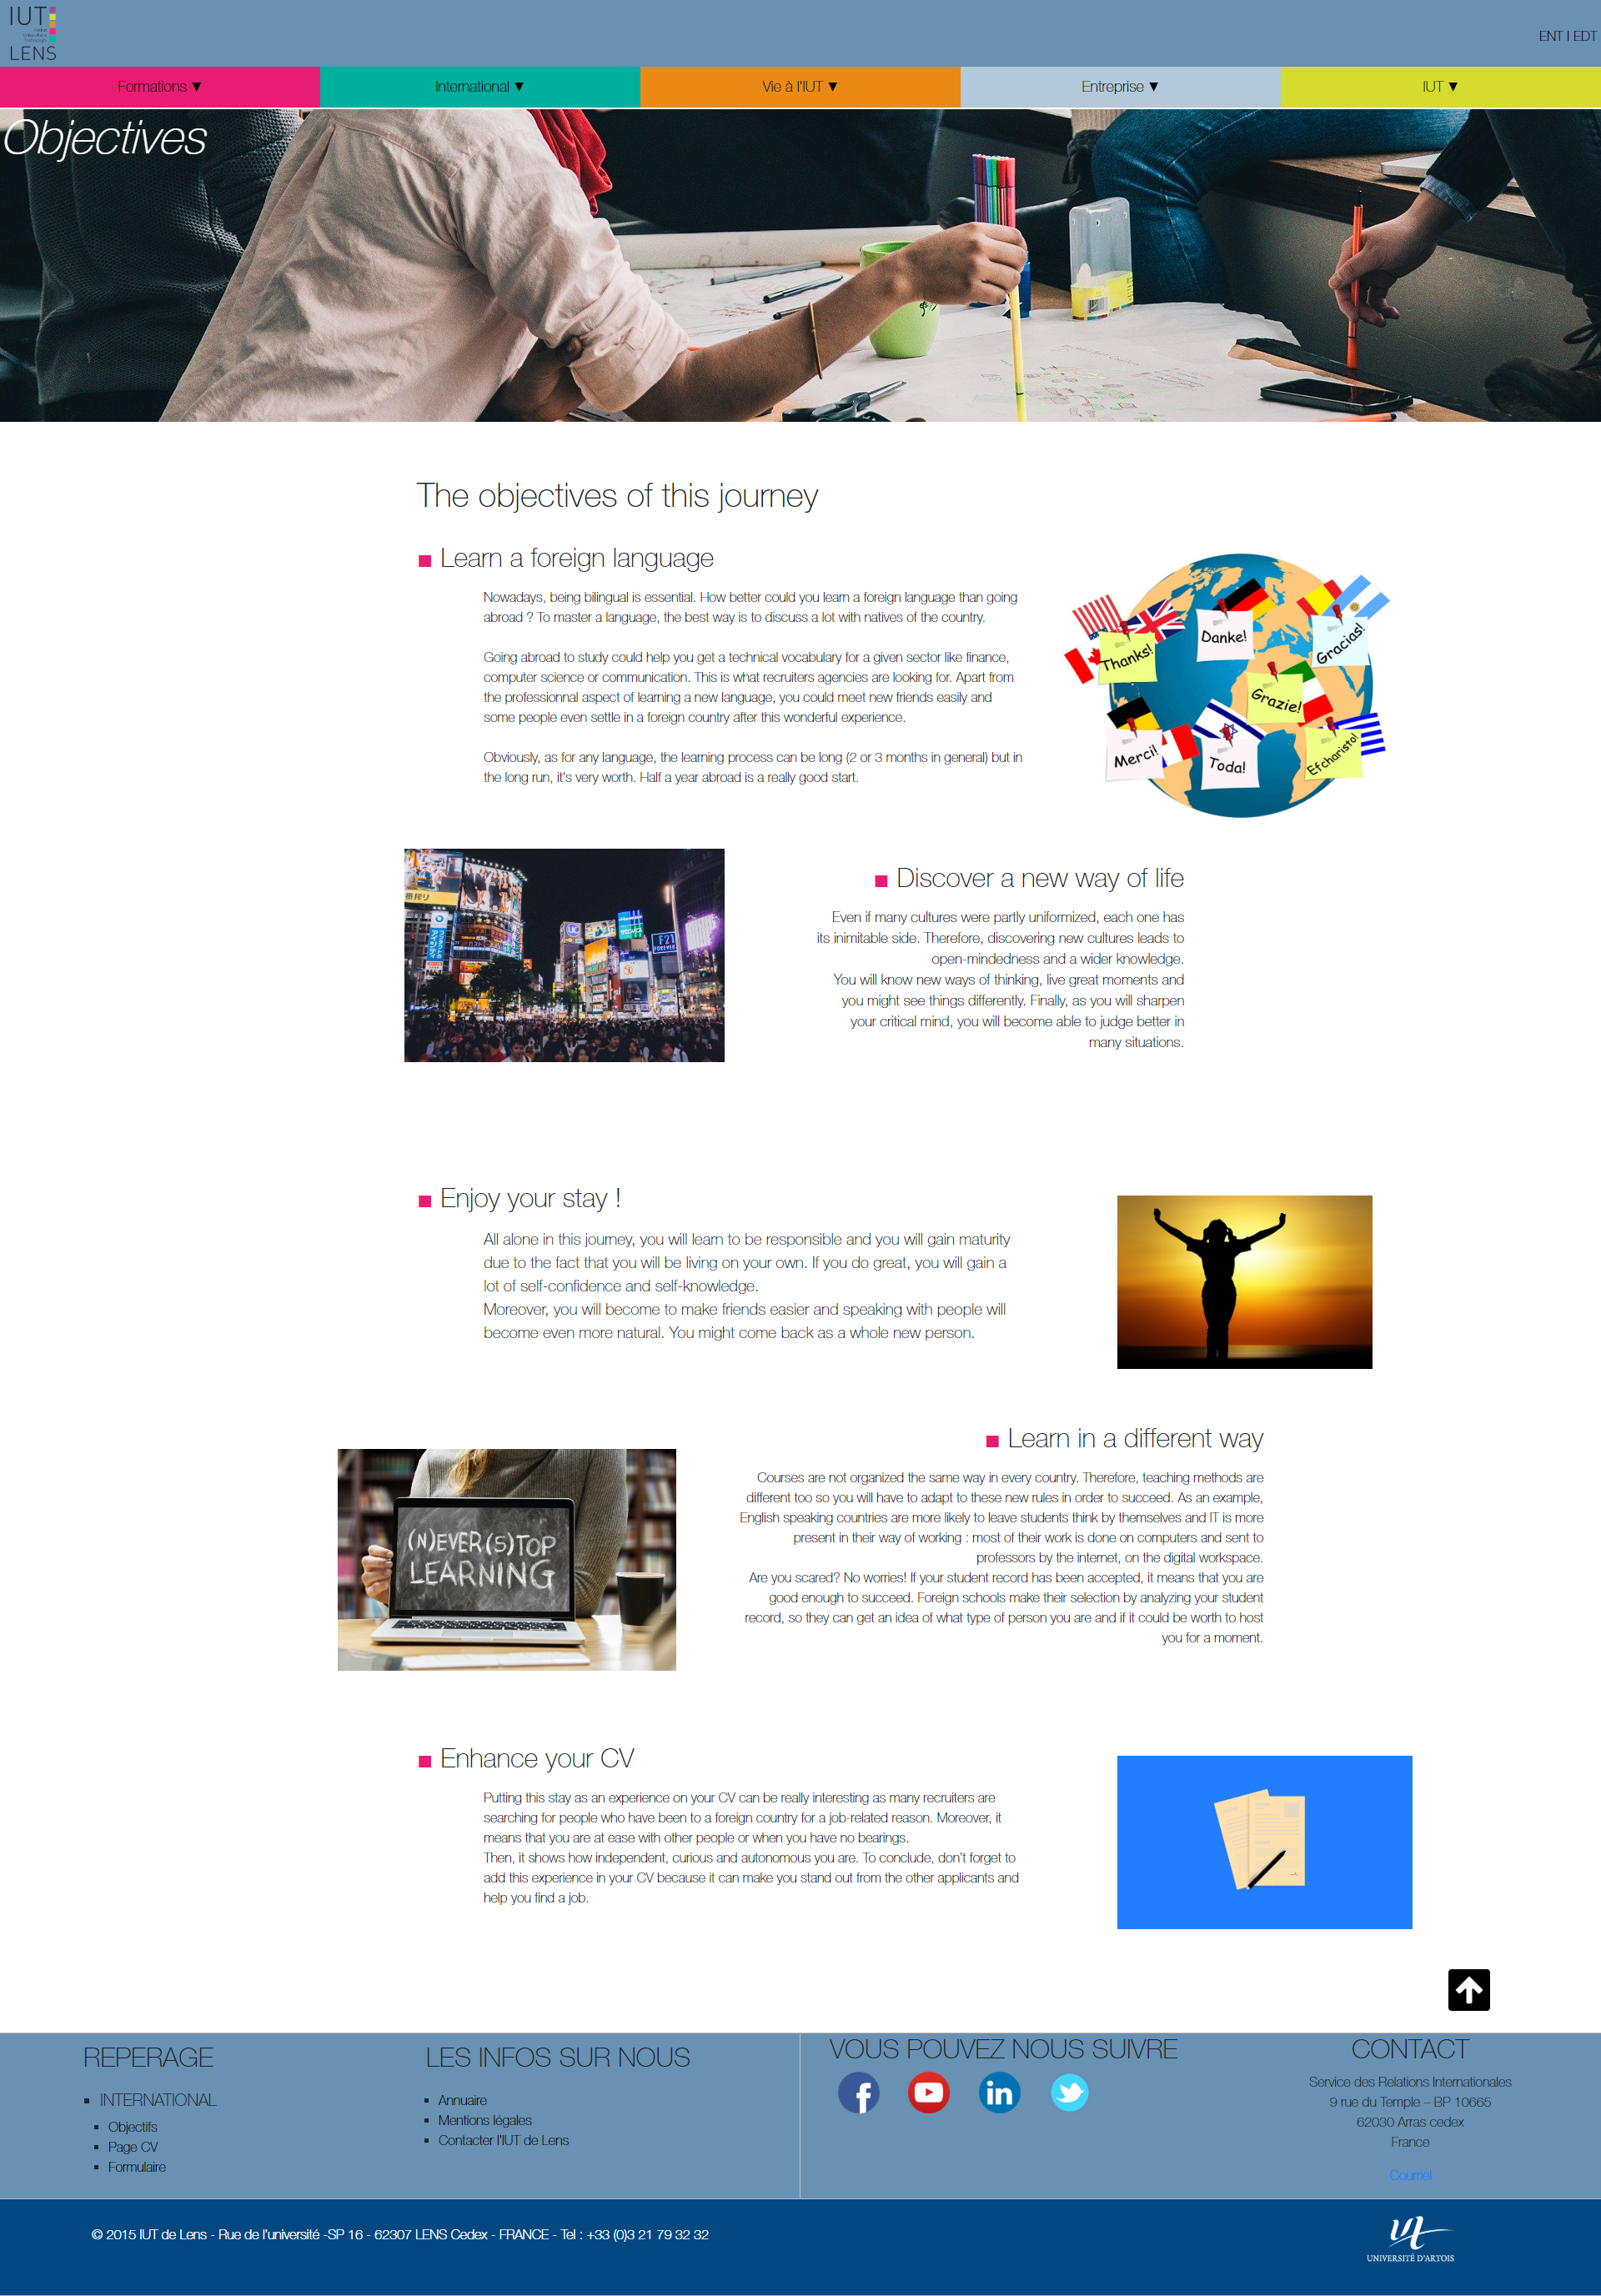 IUT
LENS
ENT | EDT
Formations ▼
International ▼
Vie à l'IUT ▼
Entreprise ▼
IUT ▼
Objectives
The objectives of this journey
Learn a foreign language
Nowadays, being bilingual is essential. How better could you learn a foreign language than going
abroad ? To master a language, the best way is to discuss a lot with natives of the country.
Going abroad to study could help you get a technical vocabulary for a given sector like finance,
computer science or communication. This is what recruiters agencies are looking for. Apart from
the professionnal aspect of learning a new language, you could meet new friends easily and
some people even settle in a foreign country after this wonderful experience.
Obviously, as for any language, the learning process can be long (2 or 3 months in general) but in
the long run, it's very worth. Half a year abroad is a really good start.
Thanks!
Danke!
Gracias!
Grazie!
Merci!
Toda!
Efcharisto!
F21
FOREVER
Discover a new way of life
Even if many cultures were partly uniformized, each one has
its inimitable side. Therefore, discovering new cultures leads to
open-mindedness and a wider knowledge.
You will know new ways of thinking, live great moments and
you might see things differently. Finally, as you will sharpen
your critical mind, you will become able to judge better in
many situations.
Enjoy your stay !
All alone in this journey, you will learn to be responsible and you will gain maturity
due to the fact that you will be living on your own. If you do great, you will gain a
lot of self-confidence and self-knowledge.
Moreover, you will become to make friends easier and speaking with people will
become even more natural. You might come back as a whole new person.
(N)EVER (S)TOP
LEARNING
Learn in a different way
Courses are not organized the same way in every country. Therefore, teaching methods are
different too so you will have to adapt to these new rules in order to succeed. As an example,
English speaking countries are more likely to leave students think by themselves and IT is more
present in their way of working : most of their work is done on computers and sent to
professors by the internet, on the digital workspace.
Are you scared? No worries! If your student record has been accepted, it means that you are
good enough to succeed. Foreign schools make their selection by analyzing your student
record, so they can get an idea of what type of person you are and if it could be worth to host
you for a moment.
Enhance your CV
Putting this stay as an experience on your CV can be really interesting as many recruiters are
searching for people who have been to a foreign country for a job-related reason. Moreover, it
means that you are at ease with other people or when you have no bearings.
Then, it shows how independent, curious and autonomous you are. To conclude, don't forget to
add this experience in your CV because it can make you stand out from the other applicants and
help you find a job.
REPERAGE
INTERNATIONAL
Objectifs
Page CV
Formulaire
LES INFOS SUR NOUS
Annuaire
Mentions légales
Contacter l'IUT de Lens
VOUS POUVEZ NOUS SUIVRE
f
in
CONTACT
Service des Relations Internationales
9 rue du Temple – BP 10665
62030 Arras cedex
France
Courriel
© 2015 IUT de Lens - Rue de l'université -SP 16 - 62307 LENS Cedex - FRANCE - Tel : +33 (0)3 21 79 32 32
UNIVERSITÉ D'ARTOIS